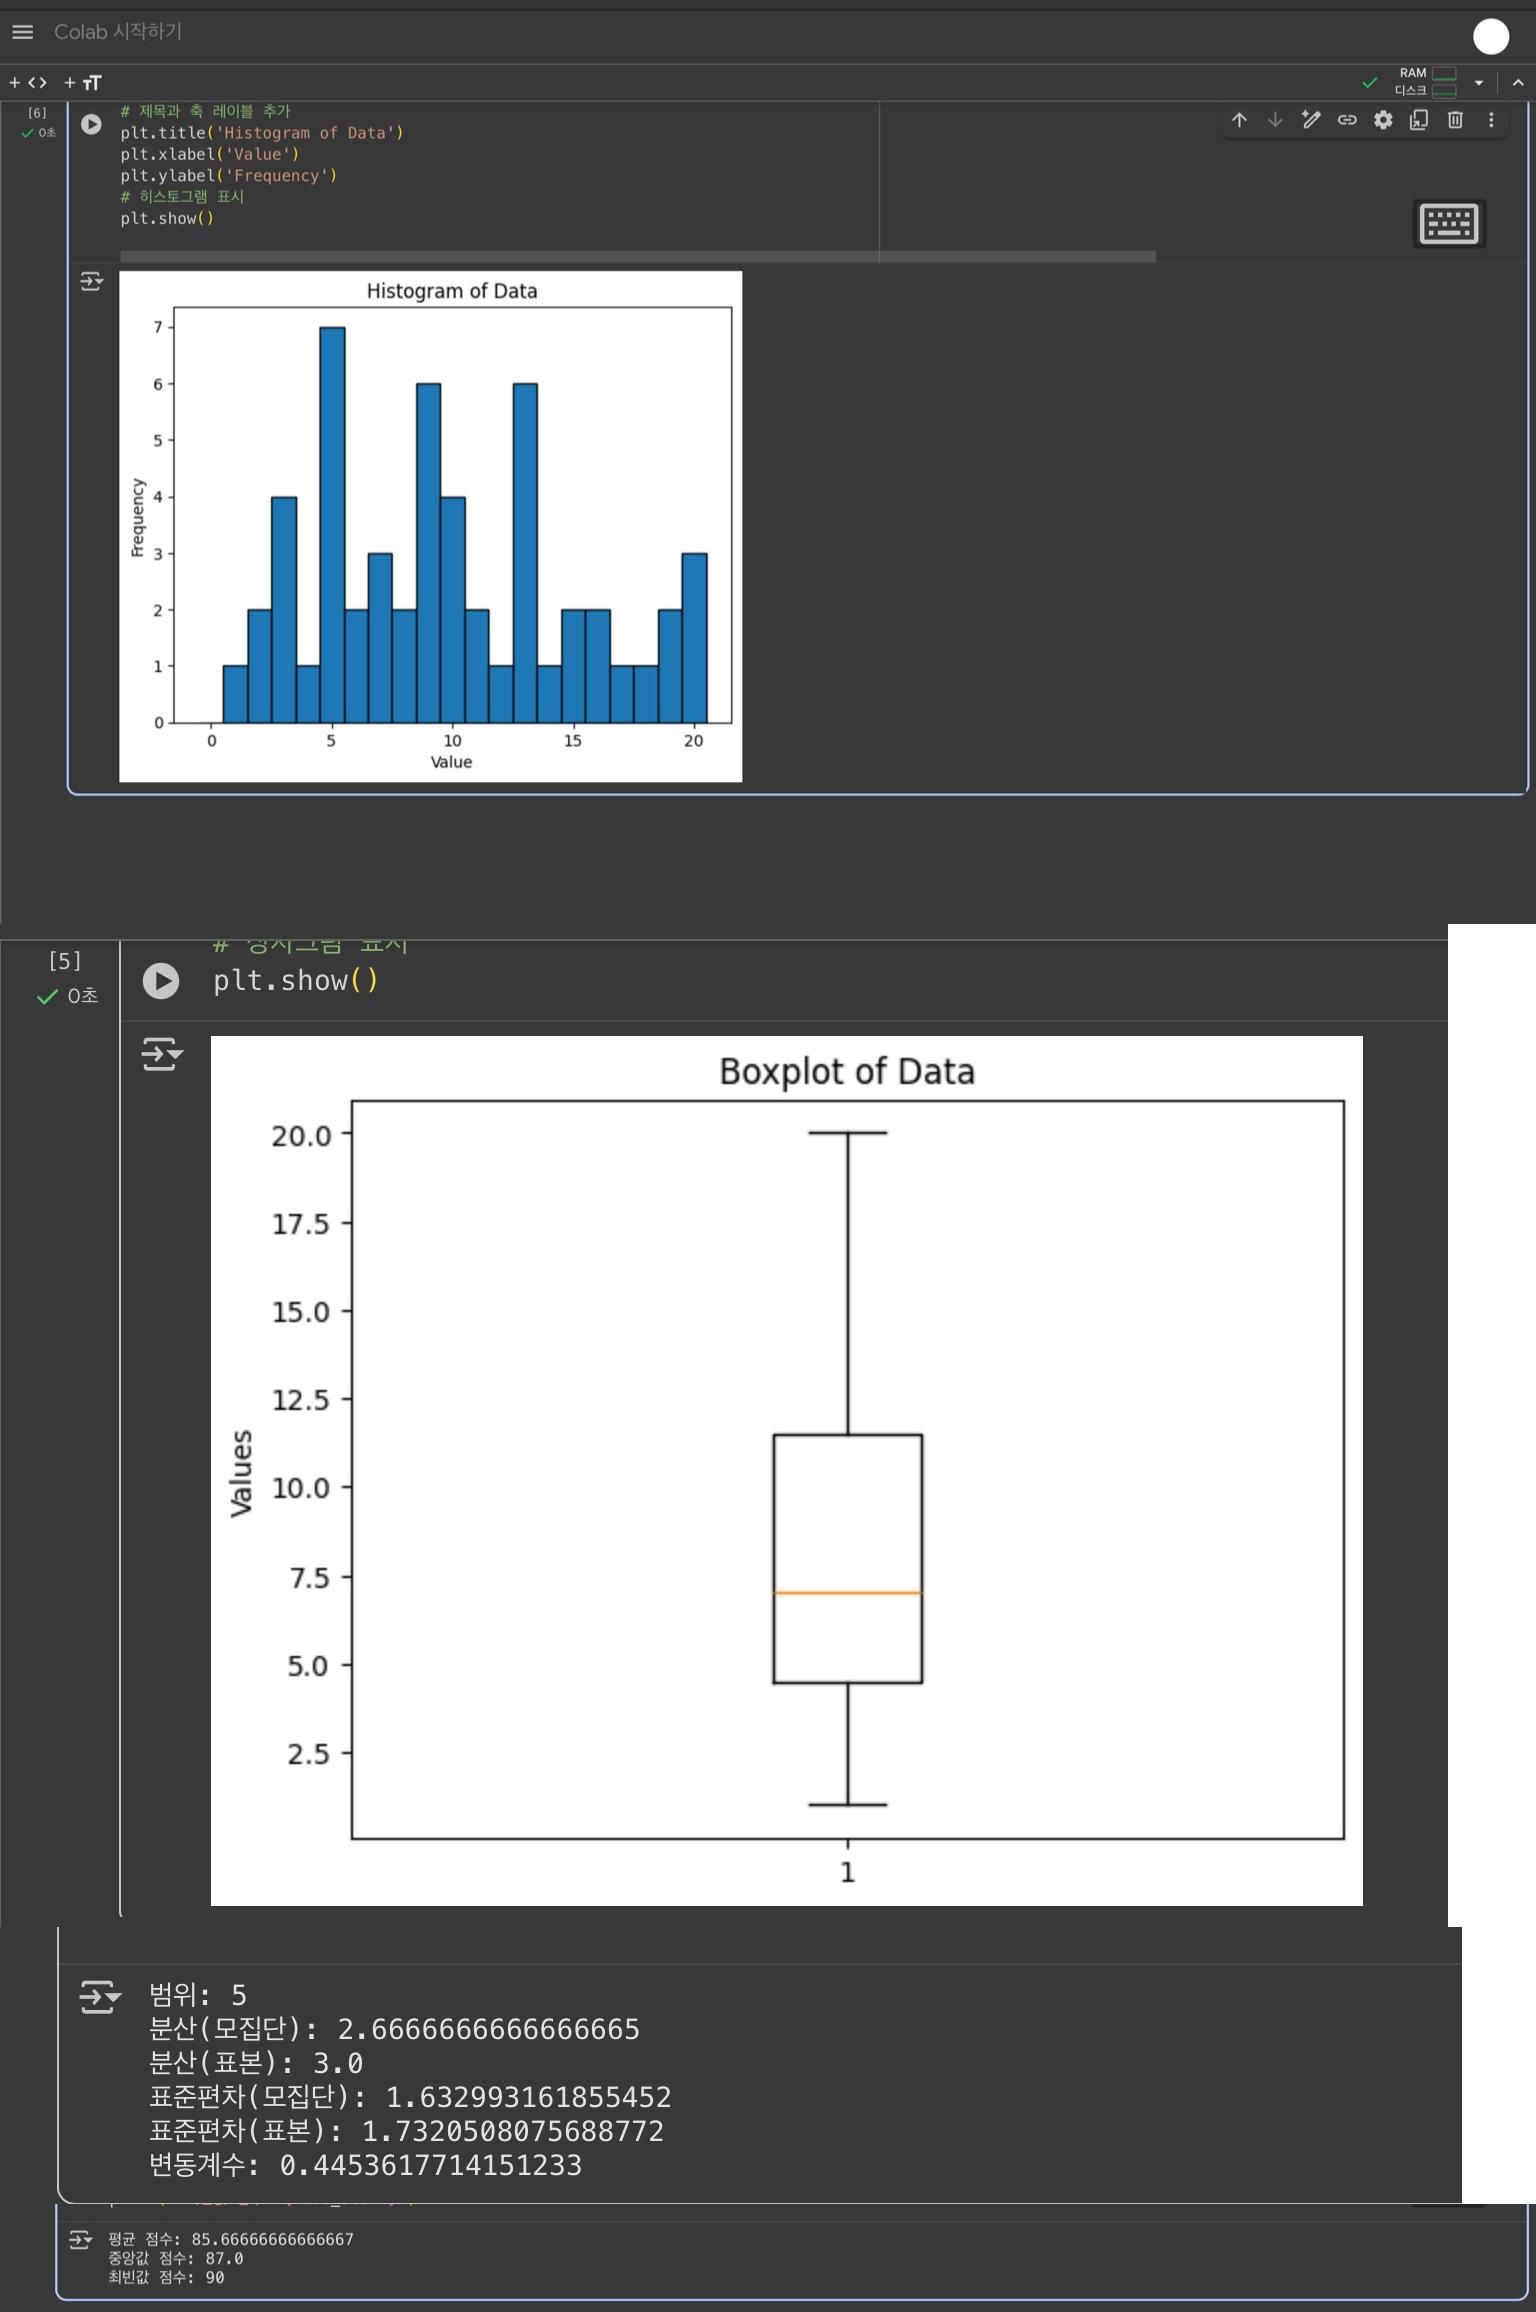 Colab 시작하기
+ <> + тT
RAM
디스크
[6]
0초
# 제목과 축 레이블 추가
plt.title('Histogram of Data')
plt.xlabel('Value')
plt.ylabel('Frequency')
# 히스토그램 표시
plt.show()
Histogram of Data
Frequency
7
6
5
4
3
2
1
0
0 5 10 15 20
Value
[5]
0초
plt.show()
Boxplot of Data
Values
20.0
17.5
15.0
12.5
10.0
7.5
5.0
2.5
1
범위: 5
분산(모집단): 2.6666666666666665
분산(표본): 3.0
표준편차(모집단): 1.632993161855452
표준편차(표본): 1.7320508075688772
변동계수: 0.4453617714151233
평균 점수: 85.66666666666667
중앙값 점수: 87.0
최빈값 점수: 90